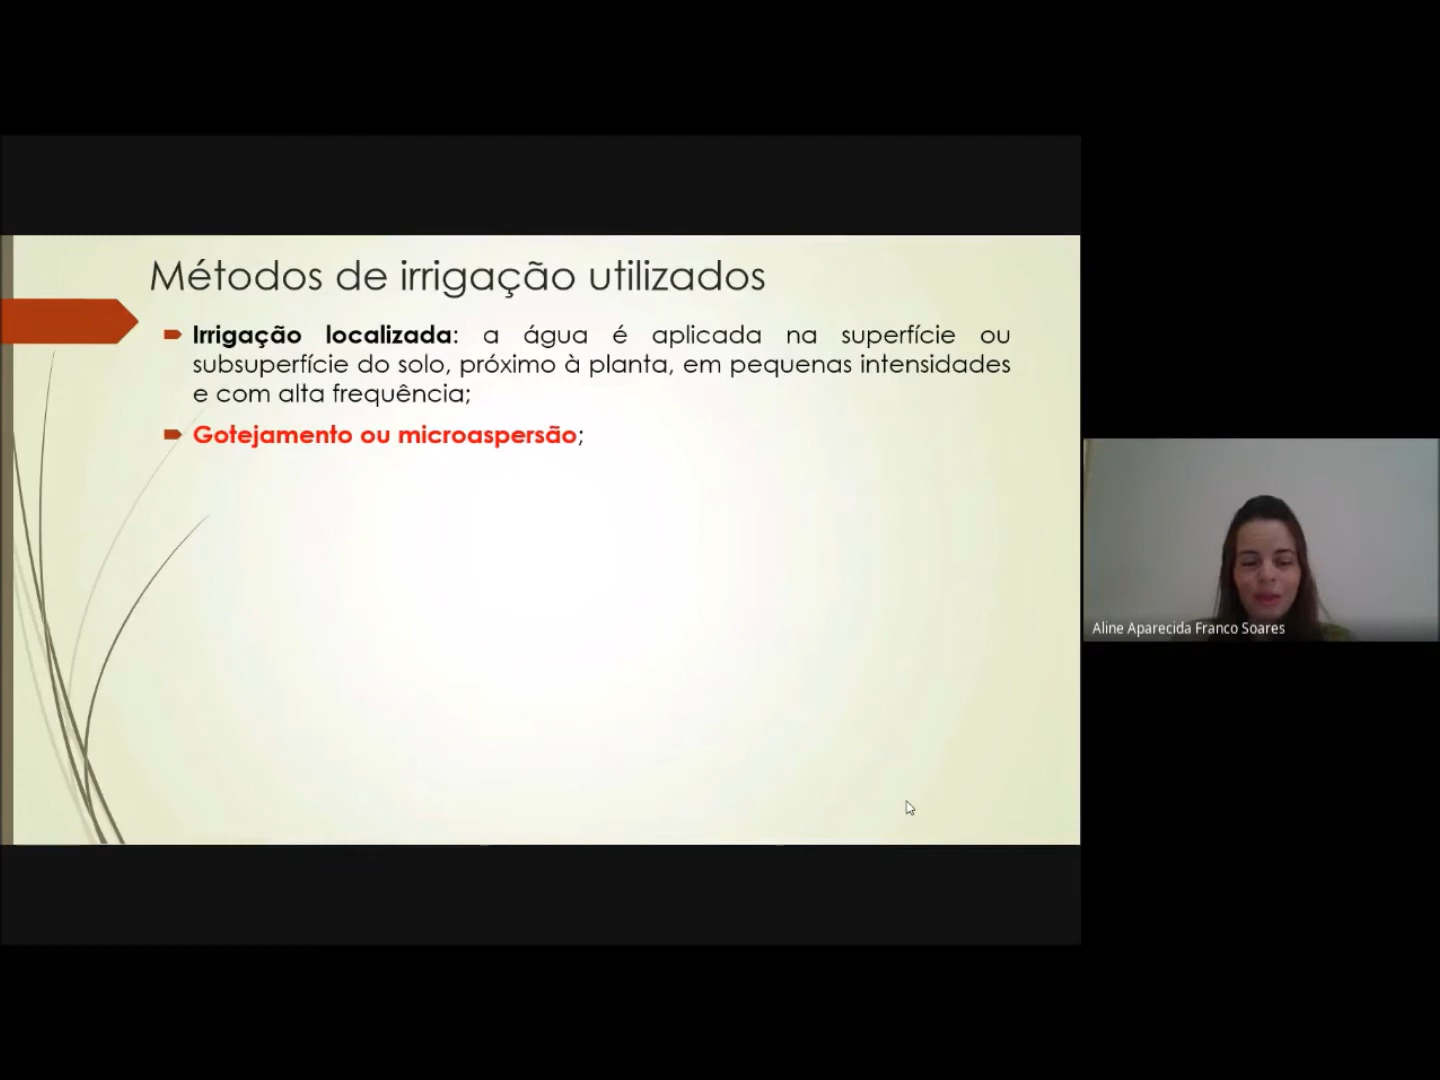 Métodos de irrigação utilizados
Irrigação localizada: a água é aplicada na superfície ou
subsuperfície do solo, próximo à planta, em pequenas intensidades
e com alta frequência;
Gotejamento ou microaspersão;
Aline Aparecida Franco Soares